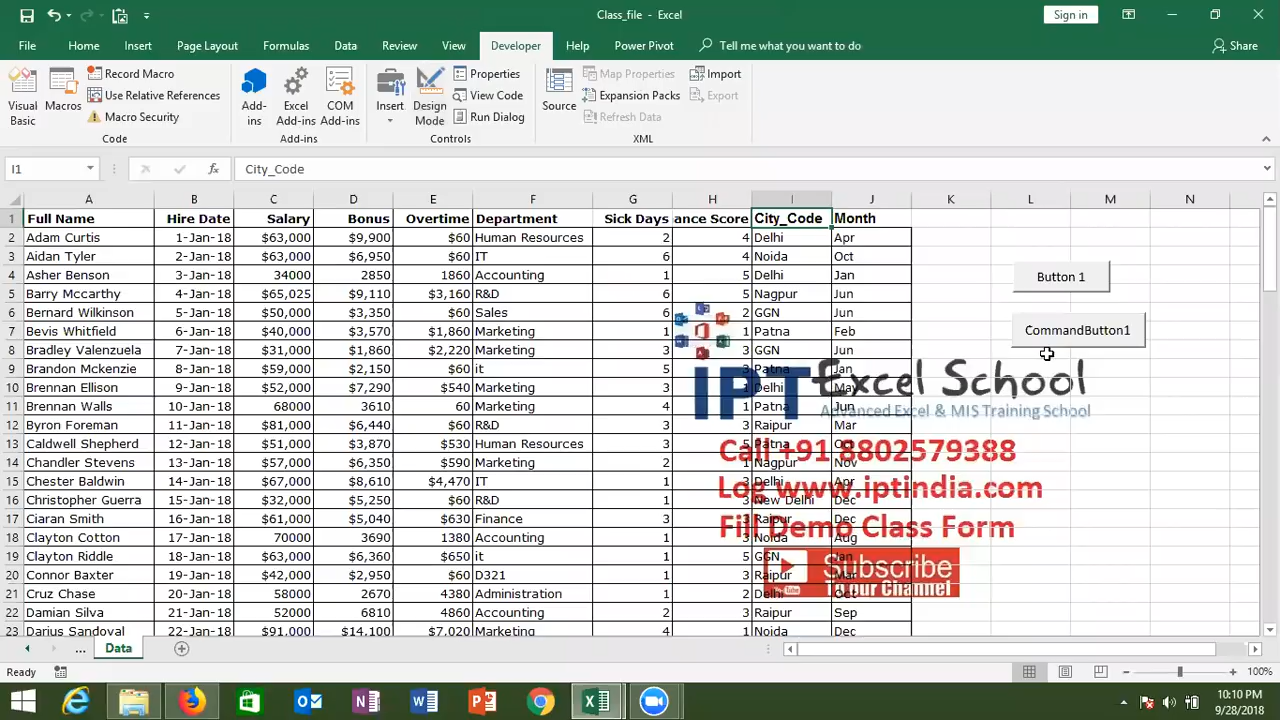 Class_file - Excel
Sign in
File Home Insert Page Layout Formulas Data Review View Developer Help Power Pivot Tell me what you want to do Share
Visual Basic
Macros
Record Macro
Use Relative References
Macro Security
Code
Add-ins
Excel Add-ins
COM Add-ins
Add-ins
Insert
Design Mode
Properties
View Code
Run Dialog
Controls
Source
Map Properties
Expansion Packs
Refresh Data
Import
Export
XML
I1 fx City_Code
A B C D E F G H I J K L M N
1 Full Name Hire Date Salary Bonus Overtime Department Sick Days ance Score City_Code Month
2 Adam Curtis 1-Jan-18 $63,000 $9,900 $60 Human Resources 2 4 Delhi Apr
3 Aidan Tyler 2-Jan-18 $63,000 $6,950 $60 IT 6 4 Noida Oct
4 Asher Benson 3-Jan-18 34000 2850 1860 Accounting 1 5 Delhi Jan
5 Barry Mccarthy 4-Jan-18 $65,025 $9,110 $3,160 R&D 6 5 Nagpur Jun
6 Bernard Wilkinson 5-Jan-18 $50,000 $3,350 $60 Sales 6 2 GGN Jun
7 Bevis Whitfield 6-Jan-18 $40,000 $3,570 $1,860 Marketing 1 1 Patna Feb
8 Bradley Valenzuela 7-Jan-18 $31,000 $1,860 $2,220 Marketing 3 3 GGN Jun
9 Brandon Mckenzie 8-Jan-18 $59,000 $2,150 $60 it 5 3 Patna Jan
10 Brennan Ellison 9-Jan-18 $52,000 $7,290 $540 Marketing 3 1 Delhi May
11 Brennan Walls 10-Jan-18 68000 3610 60 Marketing 4 1 Patna Jun
12 Byron Foreman 11-Jan-18 $81,000 $6,440 $60 R&D 3 3 Raipur Mar
13 Caldwell Shepherd 12-Jan-18 $51,000 $3,870 $530 Human Resources 3 Patna
14 Chandler Stevens 13-Jan-18 $57,000 $6,350 $590 Marketing 2 1 Nagpur Nov
15 Chester Baldwin 14-Jan-18 $67,000 $8,610 $4,470 IT 1 3 Delhi Apr
16 Christopher Guerra 15-Jan-18 $32,000 $5,250 $60 R&D 1 3 New Delhi Dec
17 Ciaran Smith 16-Jan-18 $61,000 $5,040 $630 Finance 3 3 Raipur Dec
18 Clayton Cotton 17-Jan-18 70000 3690 1380 Accounting 1 3 Noida Aug
19 Clayton Riddle 18-Jan-18 $63,000 $6,360 $650 it 1 5 GGN Jan
20 Connor Baxter 19-Jan-18 $42,000 $2,950 $60 D321 1 3 Raipur Mar
21 Cruz Chase 20-Jan-18 58000 2670 4380 Administration 1 2 Delhi Oct
22 Damian Silva 21-Jan-18 52000 6810 4860 Accounting 2 3 Raipur Sep
23 Darius Sandoval 22-Jan-18 $91,000 $14,100 $7,020 Marketing 4 1 Noida Dec
Button 1
CommandButton1
IPT Excel School
Advanced Excel & MIS Training School
Call +91 8802579388
Log www.iptindia.com
Fill Demo Class Form
Subscribe
YouTube
to our Channel
... Data
Ready
100%
10:10 PM
9/28/2018